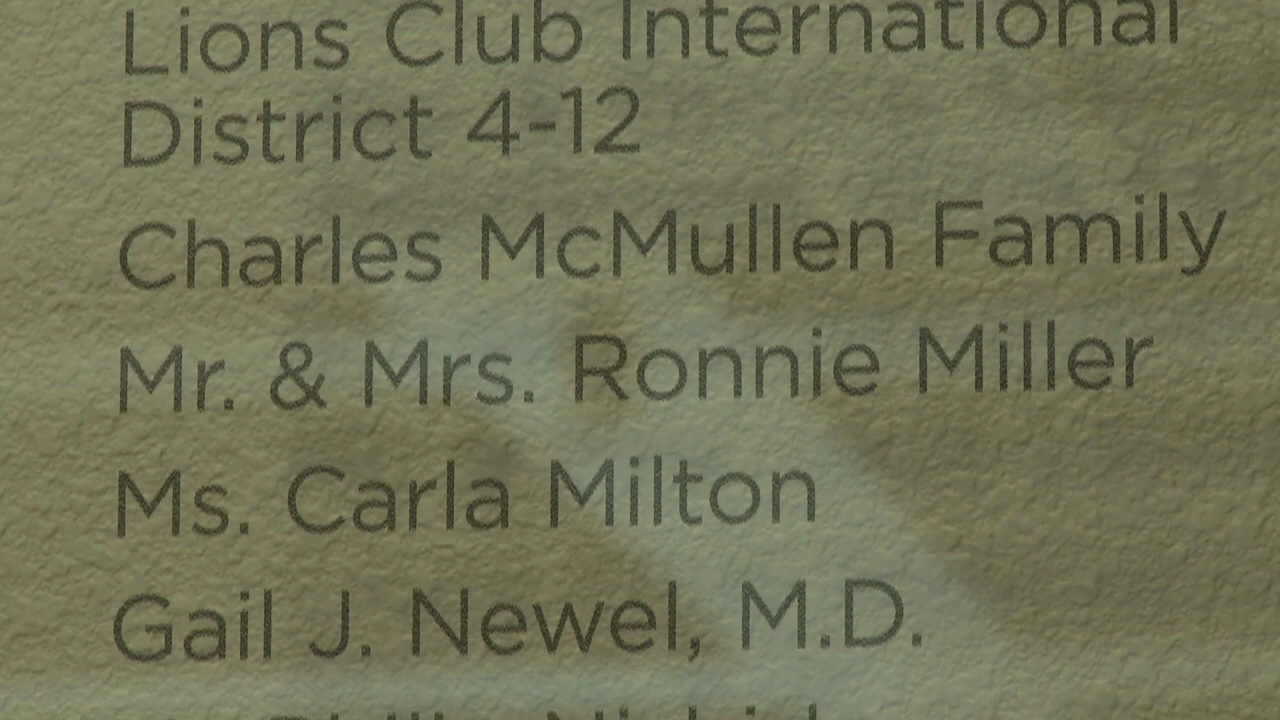 Lions Club International
District 4-12
Charles McMullen Family
Mr. & Mrs. Ronnie Miller
Ms. Carla Milton
Gail J. Newel, M.D.